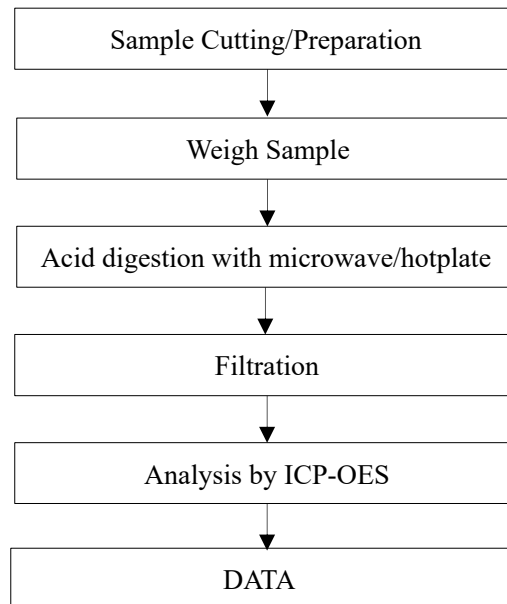 Sample Cutting/Preparation
Weigh Sample
Acid digestion with microwave/hotplate
Filtration
Analysis by ICP-OES
DATA